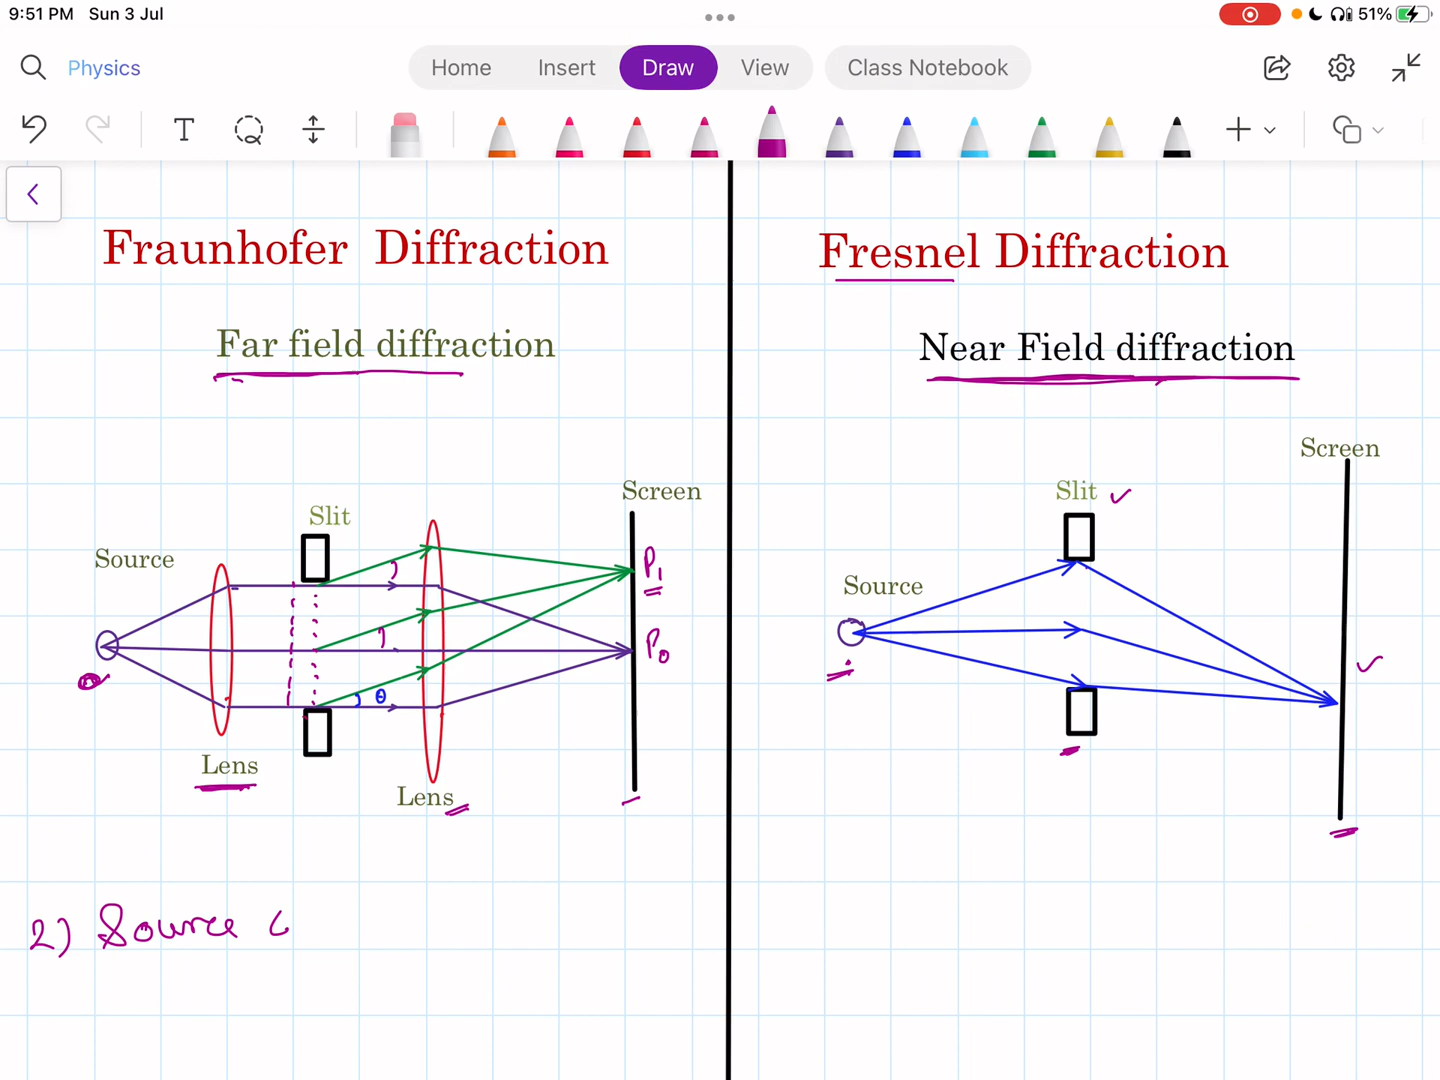 9:51 PM Sun 3 Jul
51%
Physics
Home Insert Draw View Class Notebook
T
Fraunhofer Diffraction
Far field diffraction
Source
Slit
Screen
P1
P0
θ
Lens
Lens
2) Source
Fresnel Diffraction
Near Field diffraction
Screen
Slit
Source